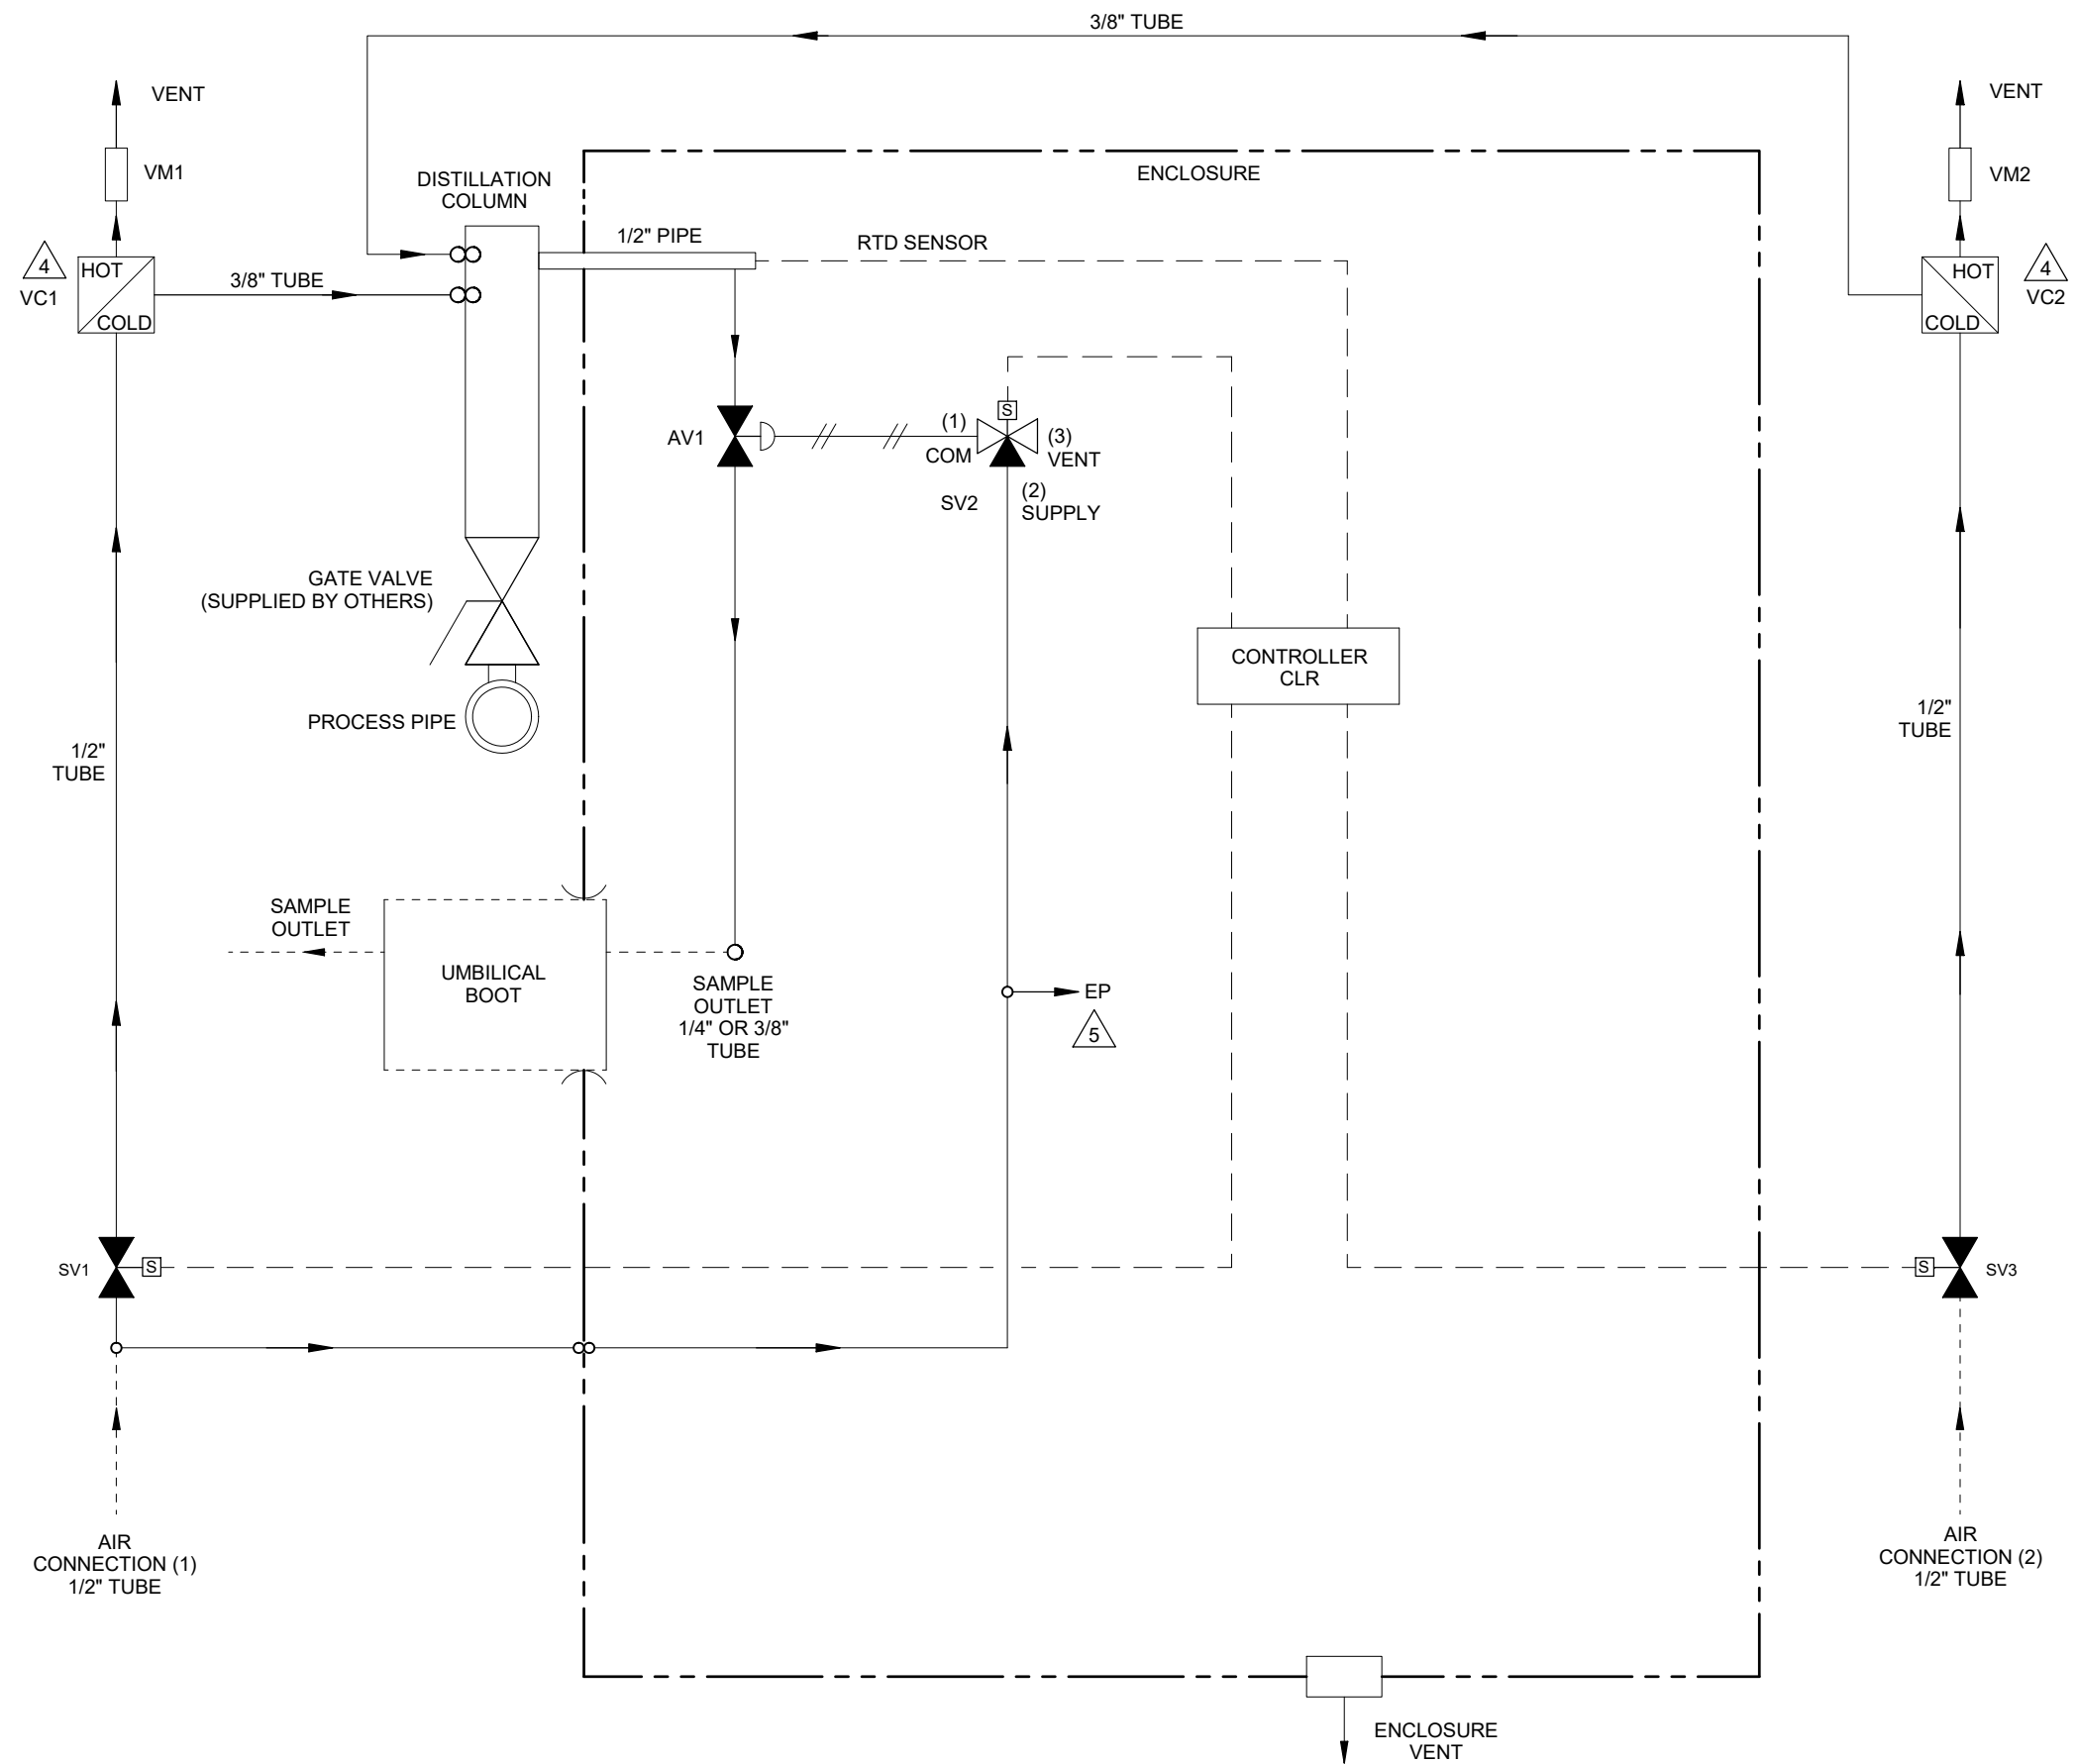 3/8" TUBE
VENT
VENT
VM1
VM2
DISTILLATION
COLUMN
ENCLOSURE
1/2" PIPE
RTD SENSOR
4
VC1
HOT
COLD
3/8" TUBE
HOT
COLD
4
VC2
AV1
(1)
COM
S
(3)
VENT
SV2
(2)
SUPPLY
GATE VALVE
(SUPPLIED BY OTHERS)
CONTROLLER
CLR
PROCESS PIPE
1/2"
TUBE
1/2"
TUBE
SAMPLE
OUTLET
UMBILICAL
BOOT
SAMPLE
OUTLET
1/4" OR 3/8"
TUBE
EP
5
SV1
S
S
SV3
AIR
CONNECTION (1)
1/2" TUBE
AIR
CONNECTION (2)
1/2" TUBE
ENCLOSURE
VENT